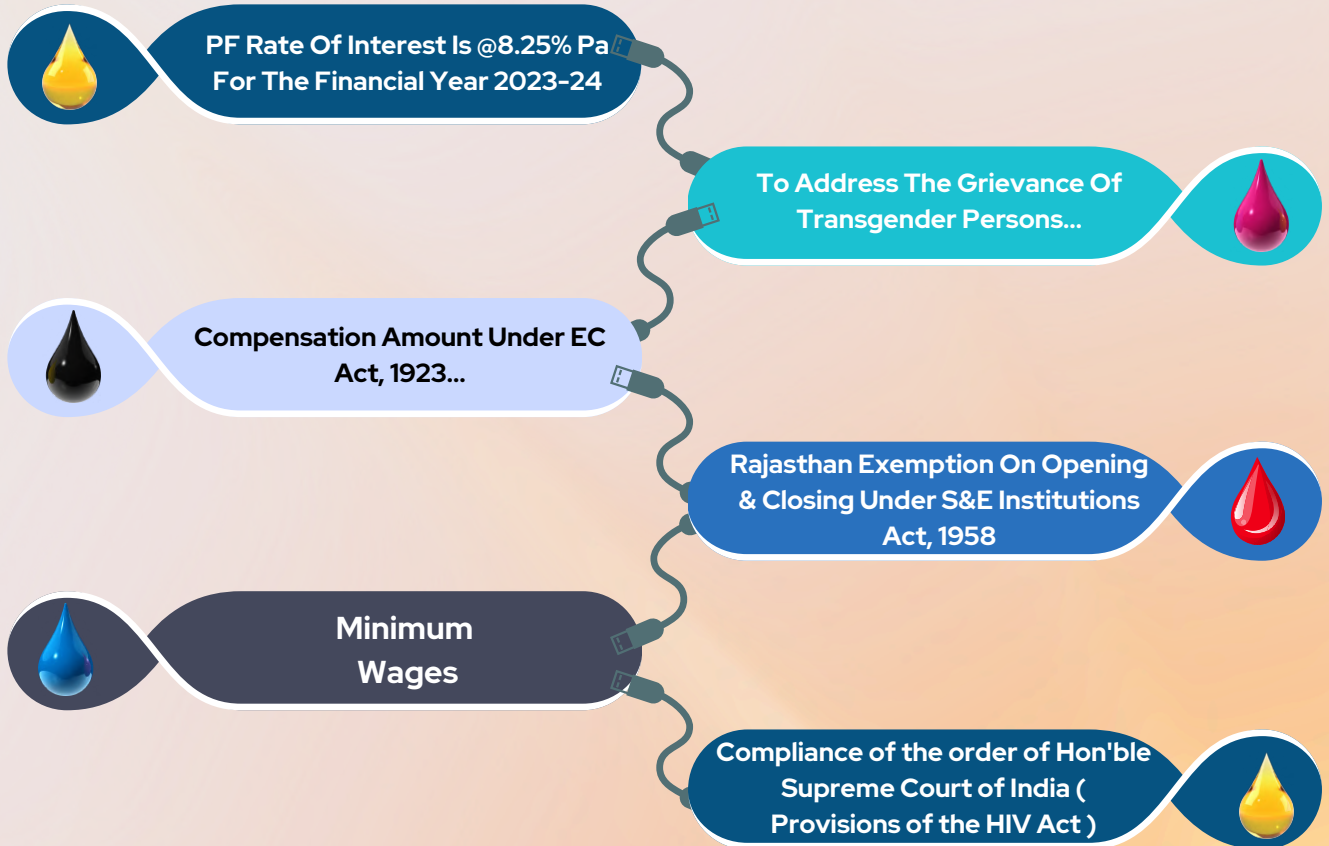 PF Rate Of Interest Is @8.25% Pa
For The Financial Year 2023-24
To Address The Grievance Of
Transgender Persons...
Compensation Amount Under EC
Act, 1923...
Rajasthan Exemption On Opening
& Closing Under S&E Institutions
Act, 1958
Minimum
Wages
Compliance of the order of Hon'ble
Supreme Court of India (
Provisions of the HIV Act )